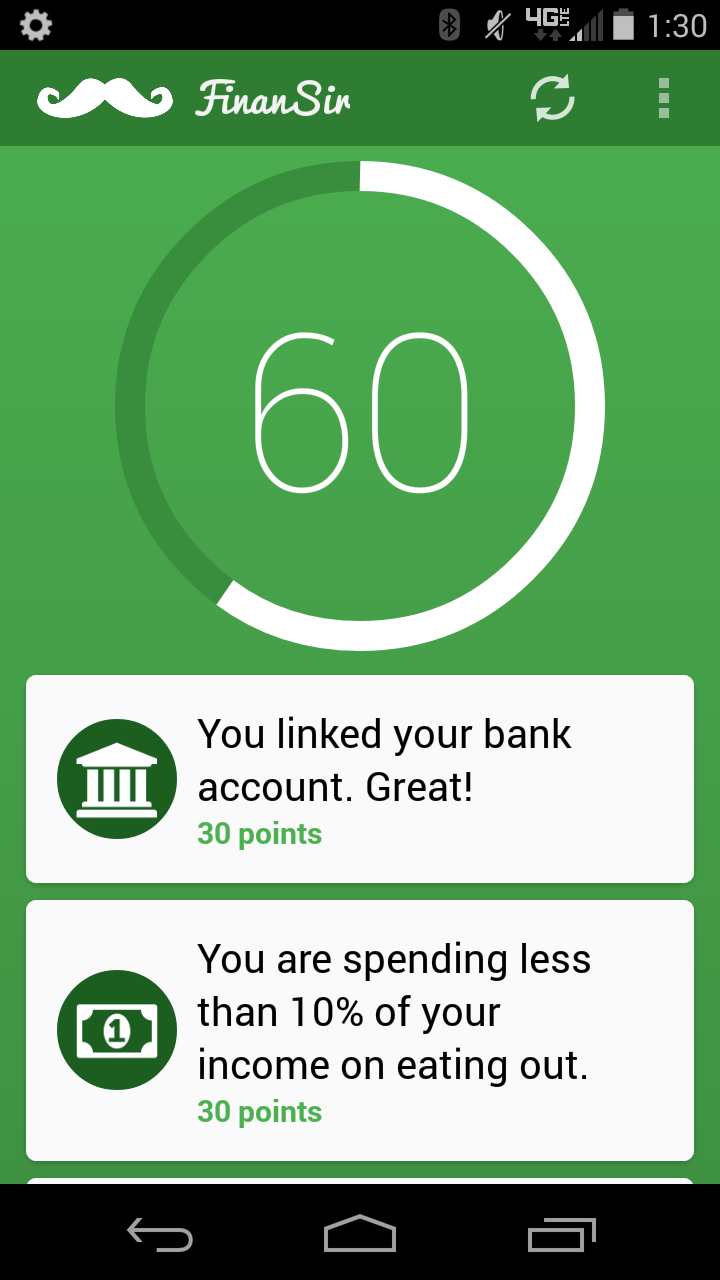 4G LTE 1:30
FinanSir
60
You linked your bank
account. Great!
30 points
1
You are spending less
than 10% of your
income on eating out.
30 points